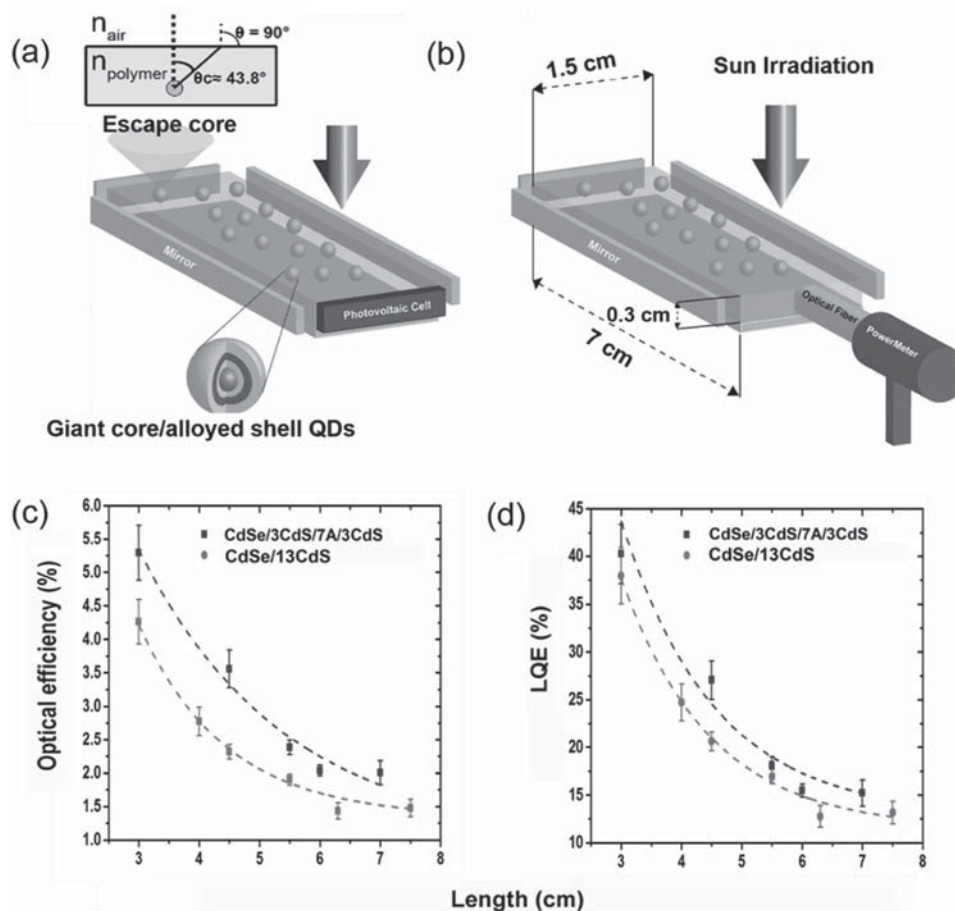 (a)
n air
θ = 90°
n polymer
θc≈ 43.8°
Escape core
Mirror
Photovoltaic Cell
Giant core/alloyed shell QDs
(b)
1.5 cm
Sun Irradiation
Mirror
0.3 cm
7 cm
Optical Fiber
PowerMeter
(c)
Optical efficiency (%)
6.0
5.5
5.0
4.5
4.0
3.5
3.0
2.5
2.0
1.5
1.0
CdSe/3CdS/7A/3CdS
CdSe/13CdS
3 4 5 6 7 8
(d)
LQE (%)
45
40
35
30
25
20
15
10
CdSe/3CdS/7A/3CdS
CdSe/13CdS
3 4 5 6 7 8
Length (cm)